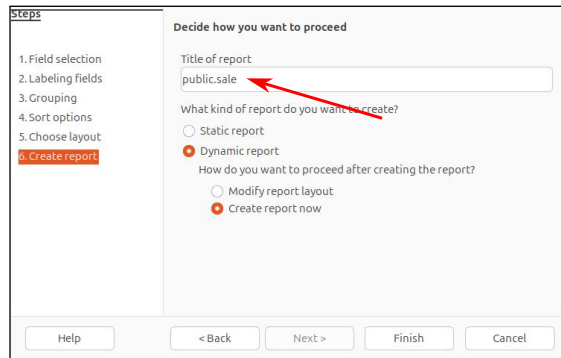 Steps
Decide how you want to proceed
1. Field selection
2. Labeling fields
3. Grouping
4. Sort options
5. Choose layout
6. Create report
Title of report
public.sale
What kind of report do you want to create?
Static report
Dynamic report
How do you want to proceed after creating the report?
Modify report layout
Create report now
Help
< Back
Next >
Finish
Cancel